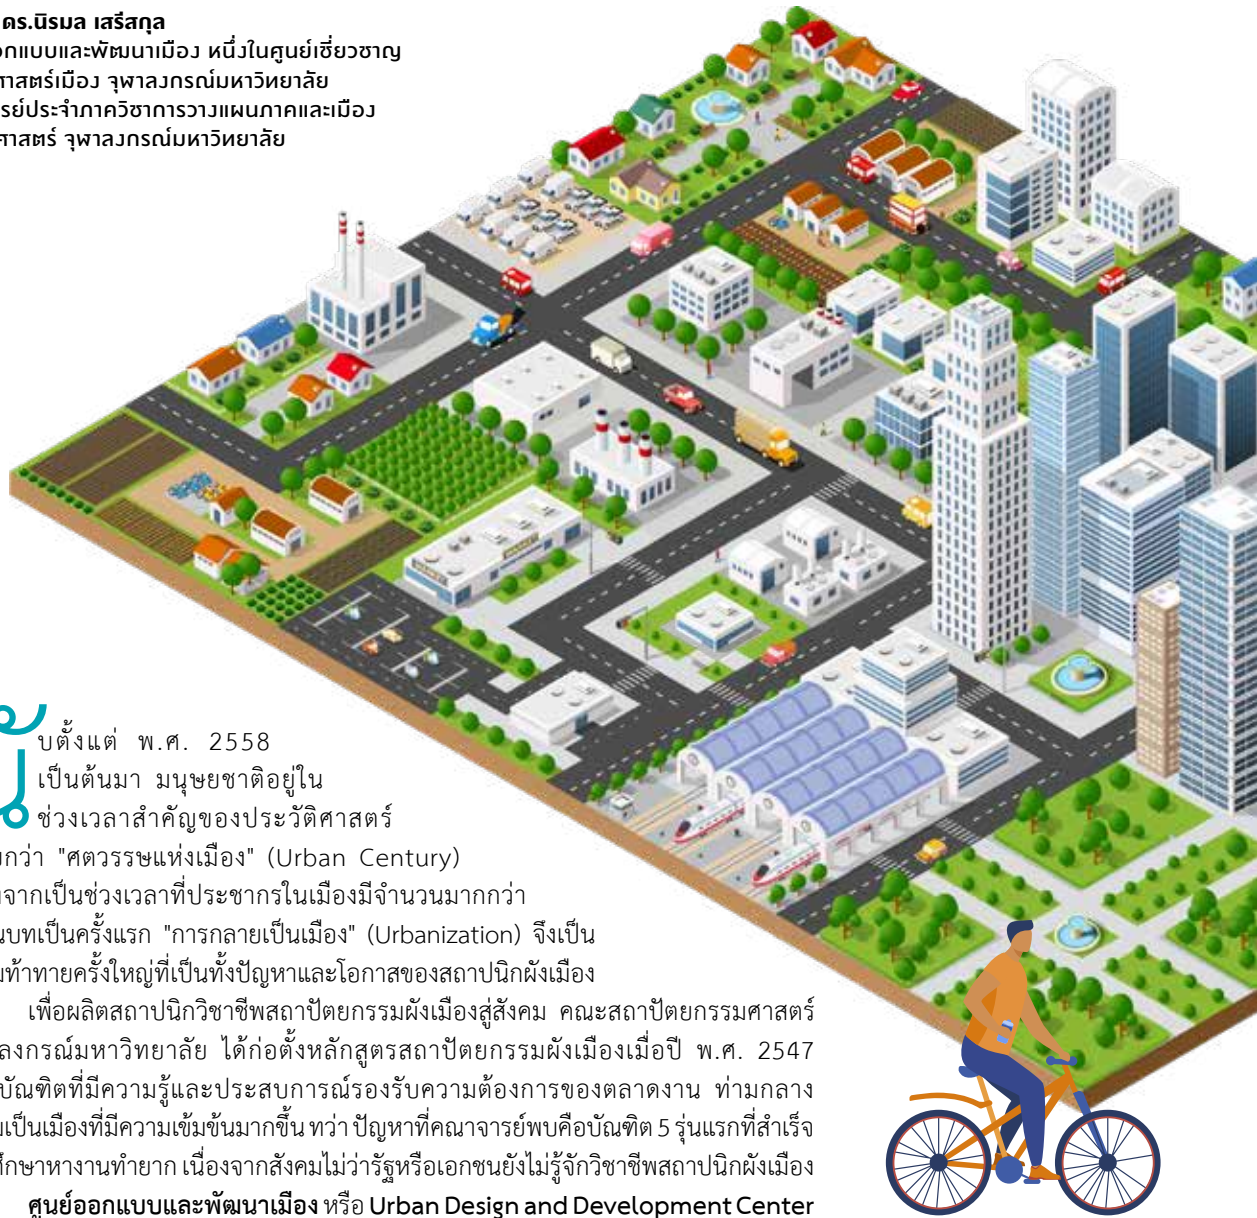 ดร.นิรมล เสรีสกุล
อกแบบและพัฒนาเมือง หนึ่งในศูนย์เชี่ยวชาญ
ศาสตร์เมือง จุฬาลงกรณ์มหาวิทยาลัย
รย์ประจำภาควิชาการวางแผนภาคและเมือง
ศาสตร์ จุฬาลงกรณ์มหาวิทยาลัย
MARKET MARKET
นับตั้งแต่ พ.ศ. 2558
เป็นต้นมา มนุษยชาติอยู่ใน
ช่วงเวลาสำคัญของประวัติศาสตร์
กว่า "ศตวรรษแห่งเมือง" (Urban Century)
จากเป็นช่วงเวลาที่ประชากรในเมืองมีจำนวนมากกว่า
นบทเป็นครั้งแรก "การกลายเป็นเมือง" (Urbanization) จึงเป็น
มท้าทายครั้งใหญ่ที่เป็นทั้งปัญหาและโอกาสของสถาปนิกผังเมือง
เพื่อผลิตสถาปนิกวิชาชีพสถาปัตยกรรมผังเมืองสู่สังคม คณะสถาปัตยกรรมศาสตร์
ลงกรณ์มหาวิทยาลัย ได้ก่อตั้งหลักสูตรสถาปัตยกรรมผังเมืองเมื่อปี พ.ศ. 2547
บัณฑิตที่มีความรู้และประสบการณ์รองรับความต้องการของตลาดงาน ท่ามกลาง
มเป็นเมืองที่มีความเข้มข้นมากขึ้น ทว่า ปัญหาที่คณาจารย์พบคือบัณฑิต 5 รุ่นแรกที่สำเร็จ
ศึกษาหางานทำยาก เนื่องจากสังคมไม่ว่ารัฐหรือเอกชนยังไม่รู้จักวิชาชีพสถาปนิกผังเมือง
ศูนย์ออกแบบและพัฒนาเมือง หรือ Urban Design and Development Center